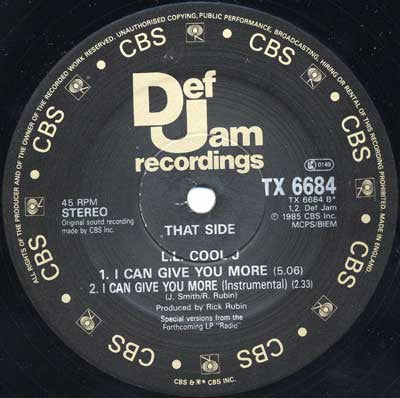 ALL RIGHTS OF THE PRODUCER AND OF THE OWNER OF THE RECORDED WORK RESERVED. UNAUTHORISED COPYING, PUBLIC PERFORMANCE, BROADCASTING, HIRING OR RENTAL OF THIS RECORDING PROHIBITED. MADE IN ENGLAND
CBS CBS CBS CBS CBS CBS CBS CBS CBS
Def
Jam
recordings
LC 0149
TX 6684
TX 6684 B*
1,2, Def Jam
℗ 1985 CBS Inc.
MCPS/BIEM
45 RPM
STEREO
Original sound recording
made by CBS Inc.
THAT SIDE
L.L. COOL J
1. I CAN GIVE YOU MORE (5.06)
2. I CAN GIVE YOU MORE (Instrumental) (2.33)
(J. Smith/R. Rubin)
Produced by Rick Rubin
Special versions from the
Forthcoming LP "Radio"
CBS & CBS INC.